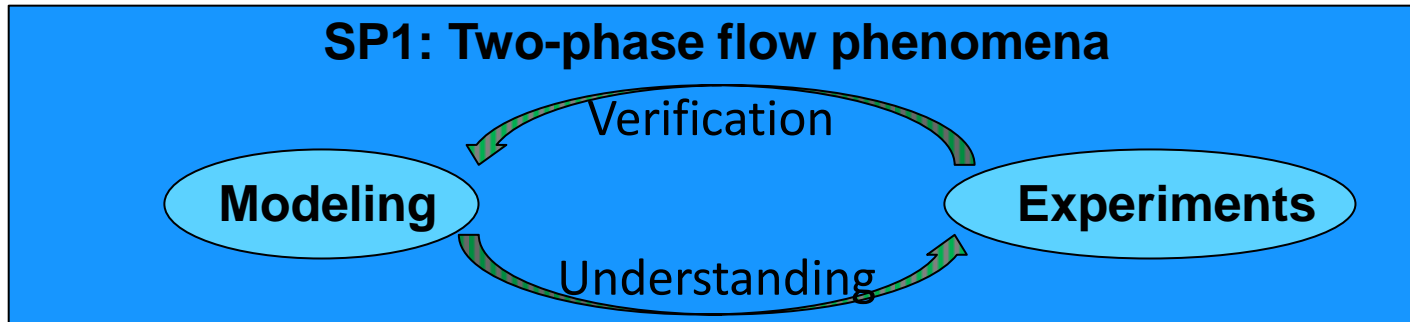 SP1: Two-phase flow phenomena
Verification
Modeling
Experiments
Understanding